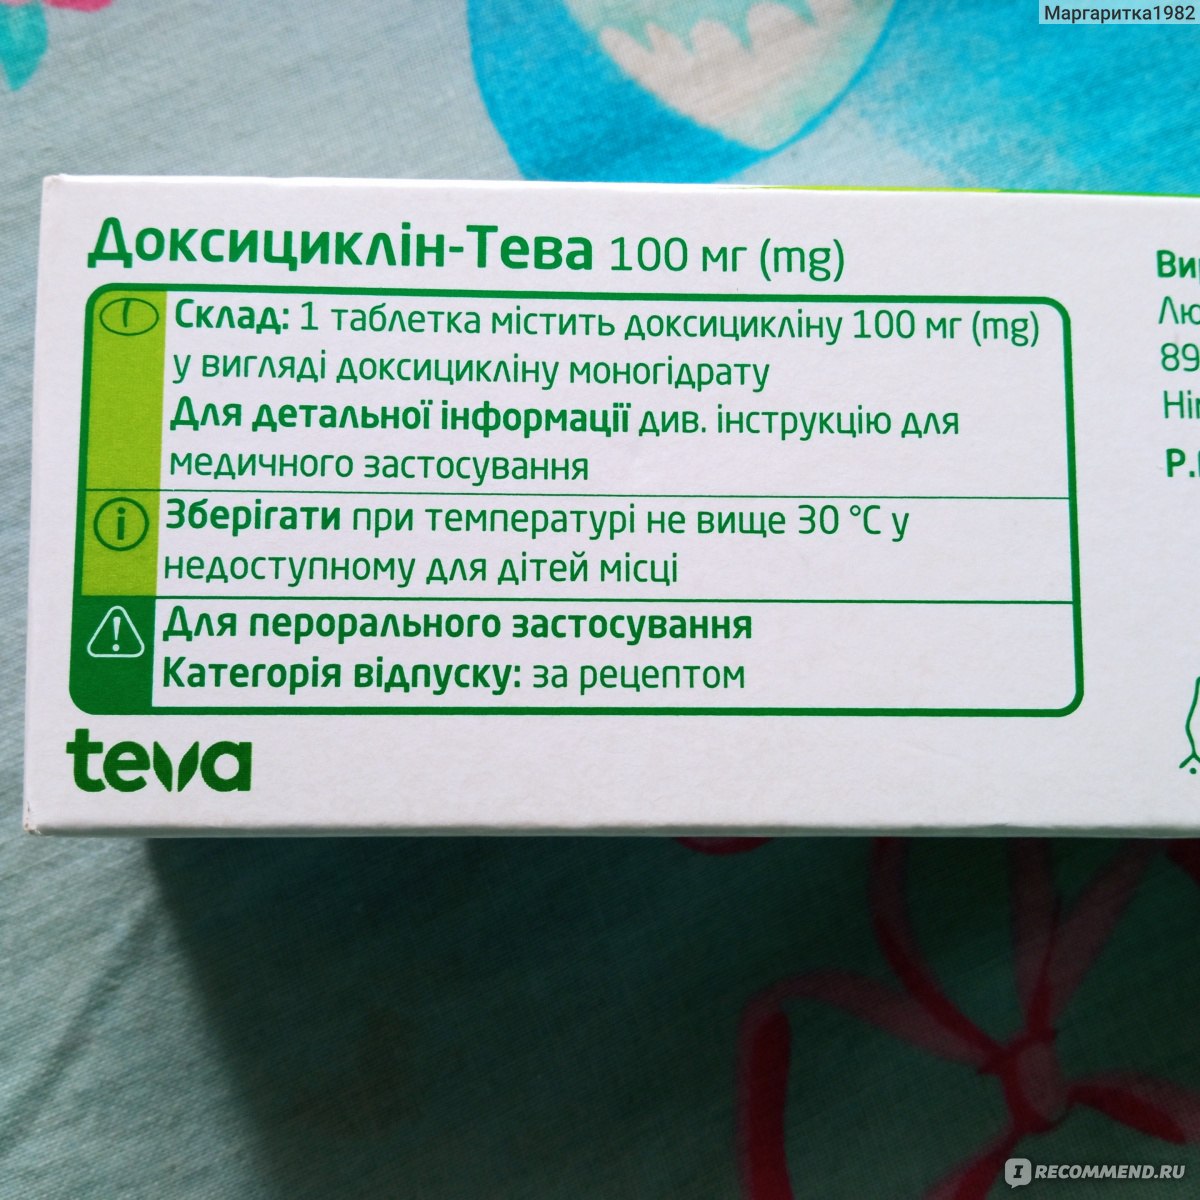 Маргаритка1982
Доксициклін-Тева 100 мг (mg)
Склад: 1 таблетка містить доксицикліну 100 мг (mg)
у вигляді доксицикліну моногідрату
Для детальної інформації див. інструкцію для
медичного застосування
Зберігати при температурі не вище 30 °C у
недоступному для дітей місці
Для перорального застосування
Категорія відпуску: за рецептом
teva
89
IRECOMMEND.RU